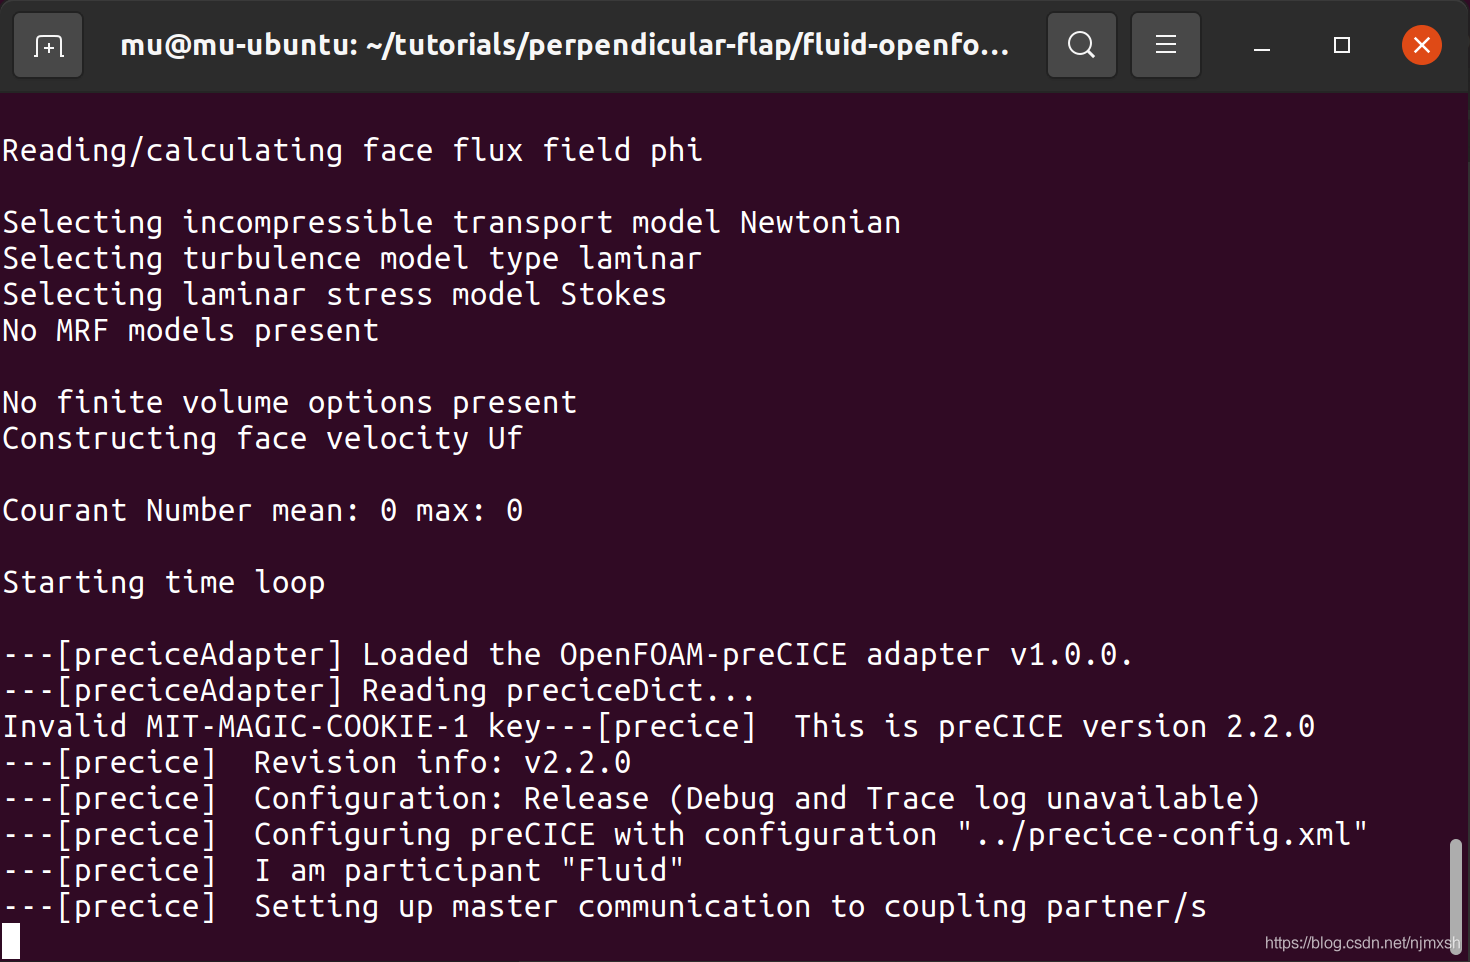 mu@mu-ubuntu: ~/tutorials/perpendicular-flap/fluid-openfo...
Reading/calculating face flux field phi
Selecting incompressible transport model Newtonian
Selecting turbulence model type laminar
Selecting laminar stress model Stokes
No MRF models present
No finite volume options present
Constructing face velocity Uf
Courant Number mean: 0 max: 0
Starting time loop
---[preciceAdapter] Loaded the OpenFOAM-preCICE adapter v1.0.0.
---[preciceAdapter] Reading preciceDict...
Invalid MIT-MAGIC-COOKIE-1 key---[precice]  This is preCICE version 2.2.0
---[precice]  Revision info: v2.2.0
---[precice]  Configuration: Release (Debug and Trace log unavailable)
---[precice]  Configuring preCICE with configuration "../precice-config.xml"
---[precice]  I am participant "Fluid"
---[precice]  Setting up master communication to coupling partner/s
https://blog.csdn.net/njmxsh